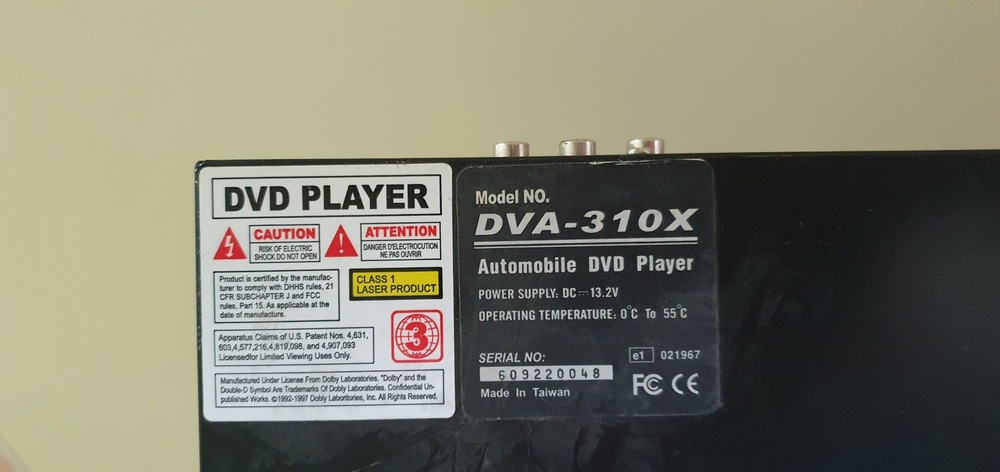 DVD PLAYER
CAUTION
RISK OF ELECTRIC
SHOCK DO NOT OPEN
ATTENTION
DANGER D'ELECTROCUTION
NE PAS OUVRIR
Product is certified by the manufac-
turer to comply with DHHS rules, 21
CFR SUBCHAPTER J and FCC
rules, Part 15. As applicable at the
date of manufacture.
CLASS 1
LASER PRODUCT
Apparatus Claims of U.S. Patent Nos. 4,631,
603,4,577,216,4,819,098, and 4,907,093
Licensedlor Limited Viewing Uses Only.
3
Manufactured Under License From Dolby Laboratories. "Dolby" and the
Double-D Symbol Are Trademarks Of Dobly Laboratories. Confidential Un-
published Works. ©1992-1997 Dobly Laboritories, Inc. All Rights Reserved.
Model NO.
DVA-310X
Automobile DVD Player
POWER SUPPLY: DC⎓13.2V
OPERATING TEMPERATURE: 0°C To 55°C
SERIAL NO:
609220048
Made In Taiwan
e1 021967
FC CE